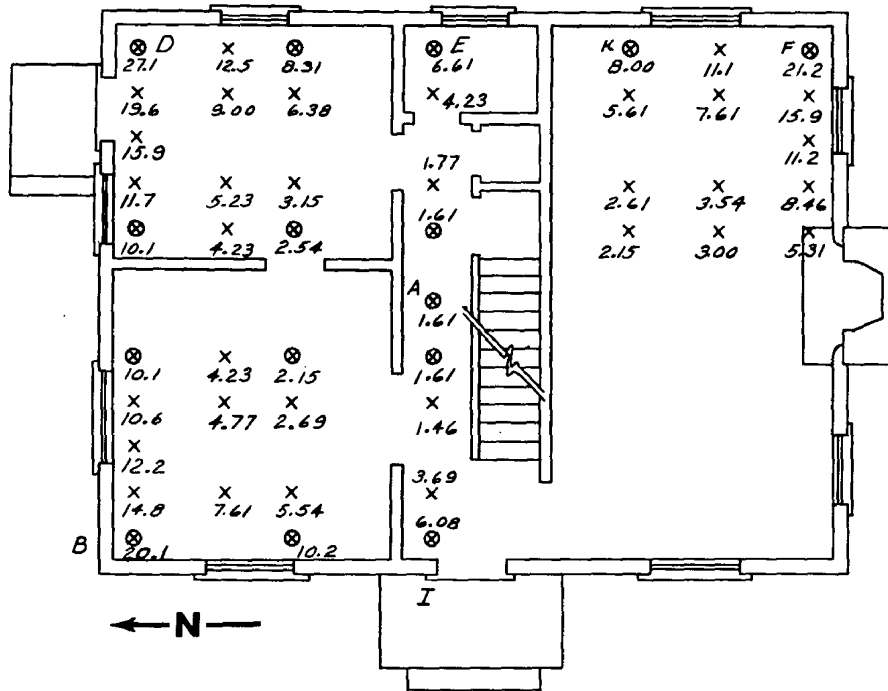 D E K F
27.1 12.5 8.31 6.61 8.00 11.1 21.2
19.6 9.00 6.38 4.23 5.61 7.61 15.9
15.9 11.2
1.77
11.7 5.23 3.15 1.61 2.61 3.54 8.46
10.1 4.23 2.54 2.15 3.00 5.31
A
1.61
10.1 4.23 2.15 1.61
10.6 4.77 2.69 1.46
12.2
3.69
14.8 7.61 5.54
6.08
B 20.1 10.2
I
N